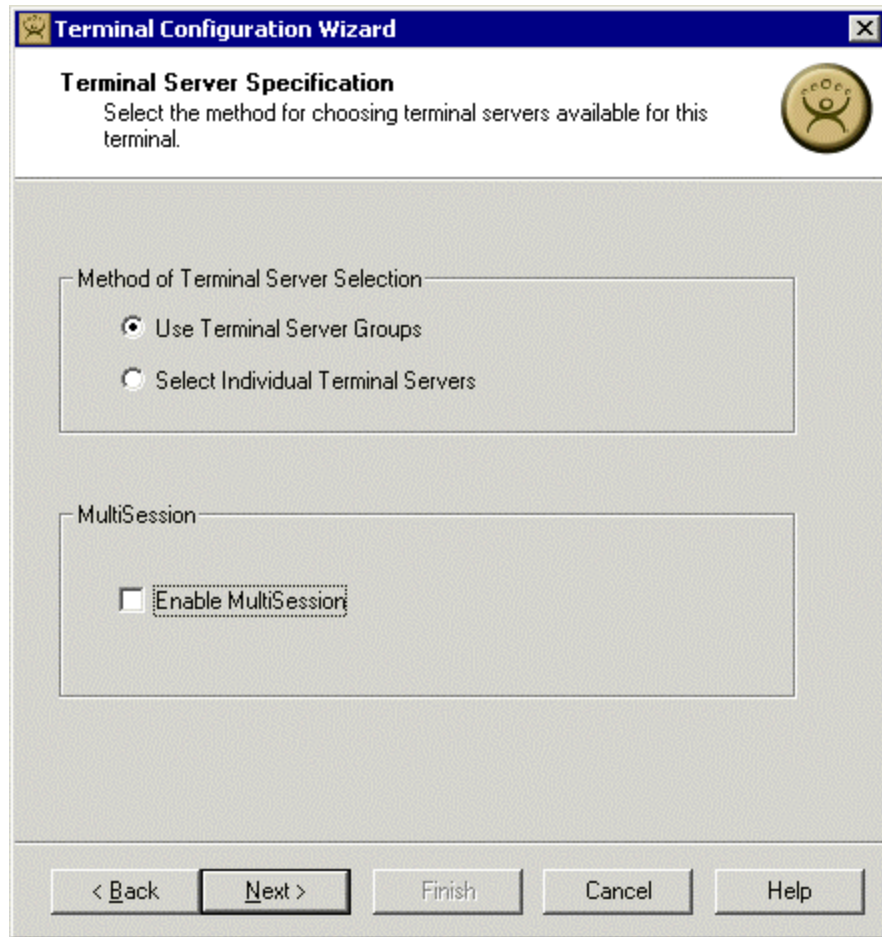 Terminal Configuration Wizard
Terminal Server Specification
Select the method for choosing terminal servers available for this
terminal.
Method of Terminal Server Selection
Use Terminal Server Groups
Select Individual Terminal Servers
MultiSession
Enable MultiSession
< Back
Next >
Finish
Cancel
Help